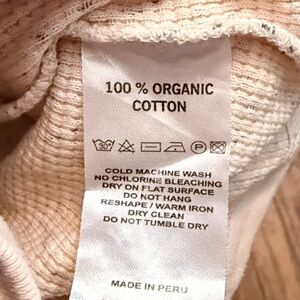 100 % ORGANIC
COTTON
30°
P
COLD MACHINE WASH
NO CHLORINE BLEACHING
DRY ON FLAT SURFACE
DO NOT HANG
RESHAPE / WARM IRON
DRY CLEAN
DO NOT TUMBLE DRY
MADE IN PERU